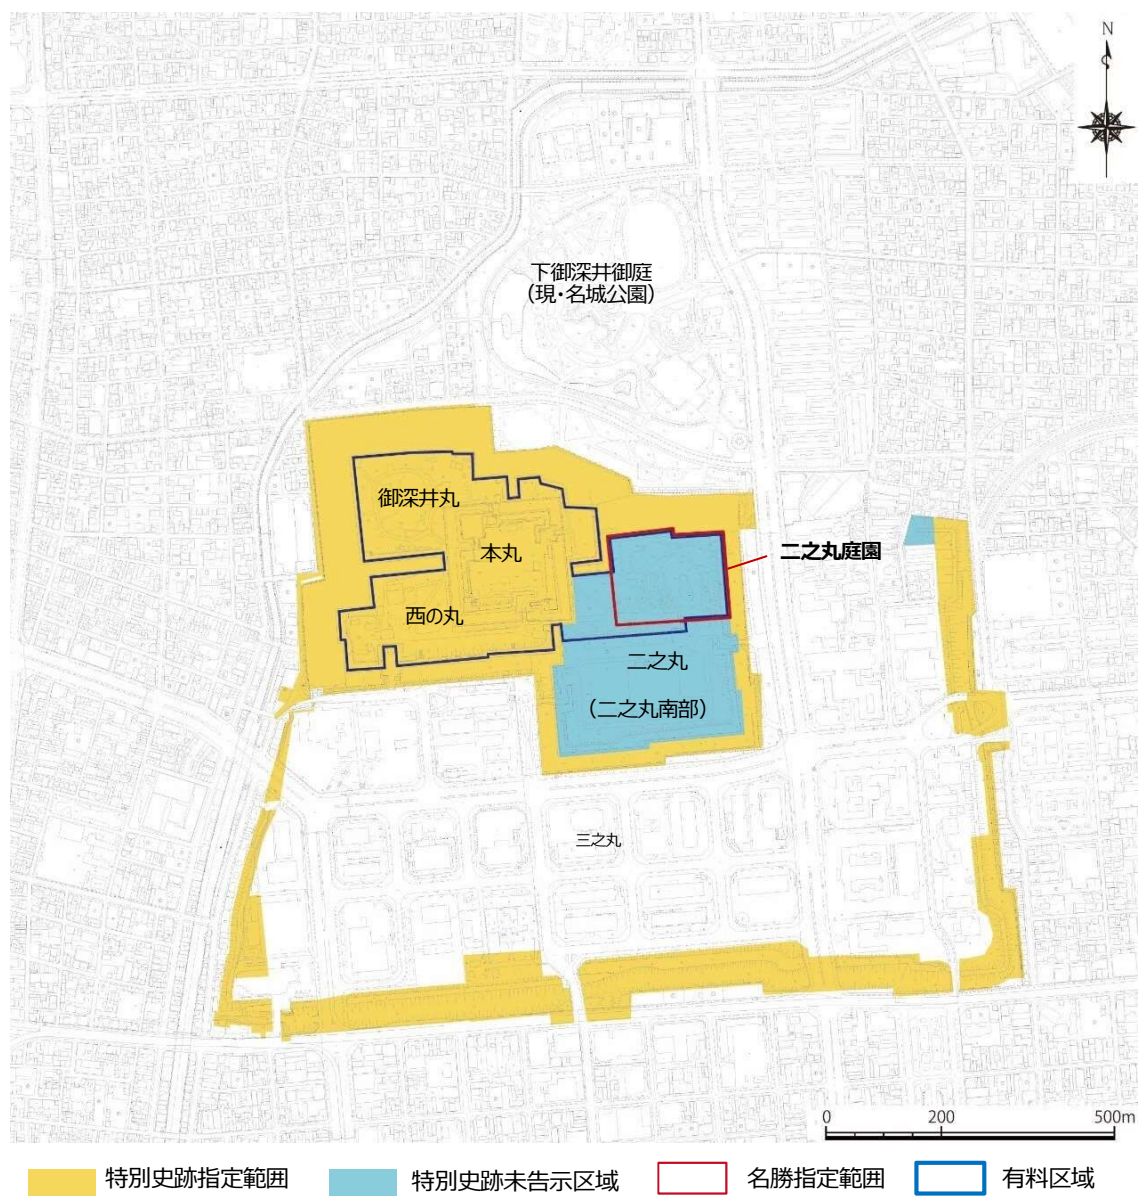 N
下御深井御庭
(現・名城公園)
御深井丸
本丸
二之丸庭園
西の丸
二之丸
(二之丸南部)
三之丸
0 200 500m
特別史跡指定範囲 特別史跡未告示区域 名勝指定範囲 有料区域